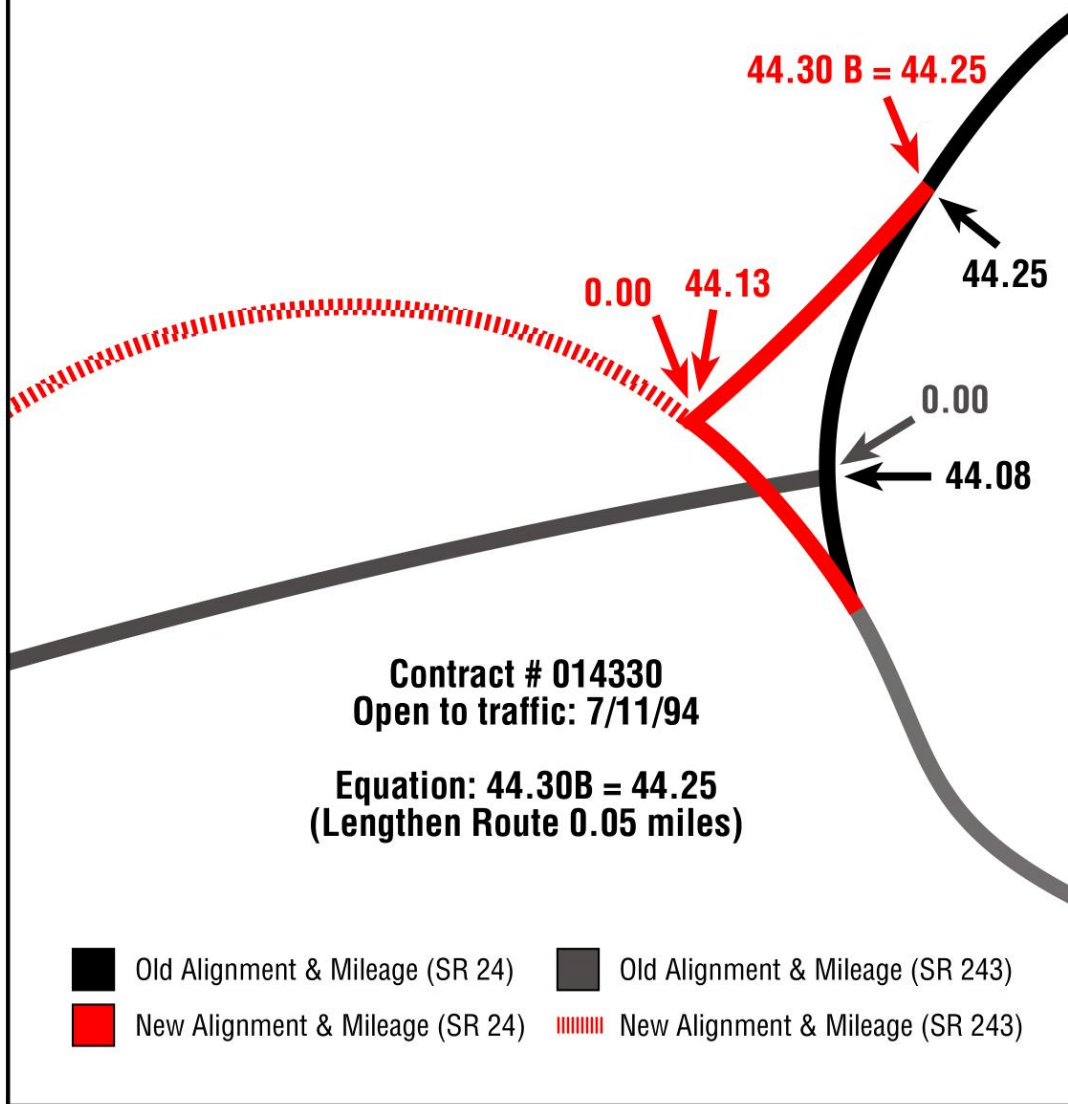 44.30 B = 44.25
44.25
0.00
44.13
0.00
44.08
Contract # 014330
Open to traffic: 7/11/94
Equation: 44.30B = 44.25
(Lengthen Route 0.05 miles)
Old Alignment & Mileage (SR 24)
Old Alignment & Mileage (SR 243)
New Alignment & Mileage (SR 24)
New Alignment & Mileage (SR 243)